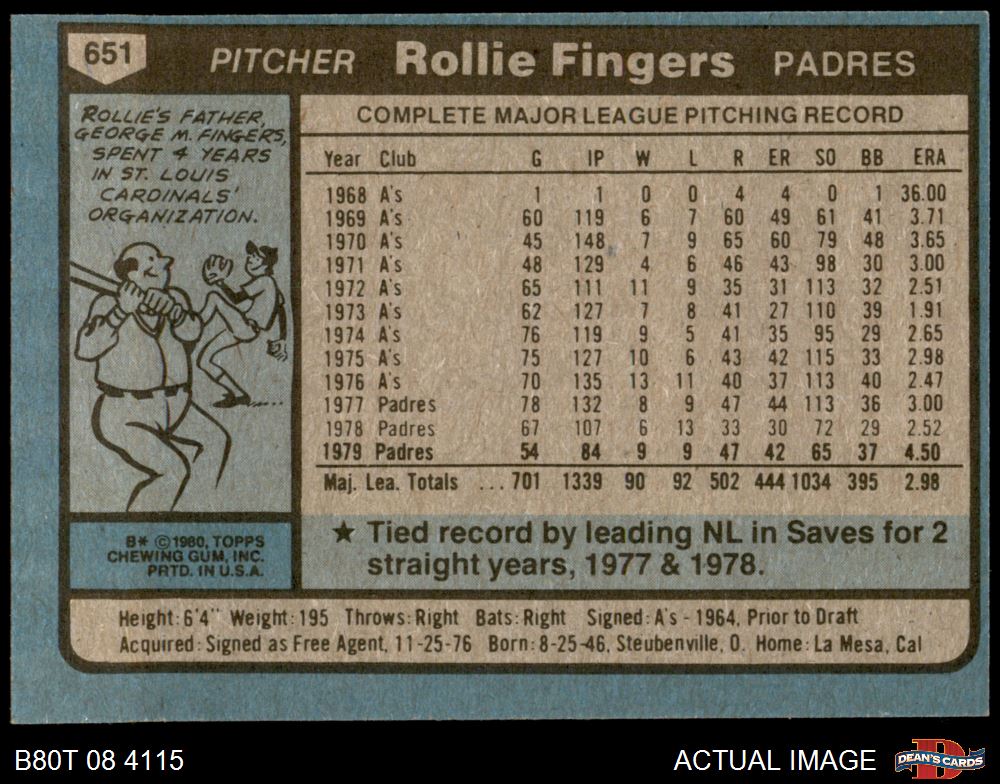 651 PITCHER Rollie Fingers PADRES
ROLLIE'S FATHER,
GEORGE M. FINGERS,
SPENT 4 YEARS
IN ST. LOUIS
CARDINALS'
ORGANIZATION.
B* © 1980, TOPPS
CHEWING GUM, INC.
PRTD. IN U.S.A.
COMPLETE MAJOR LEAGUE PITCHING RECORD
Year Club G IP W L R ER SO BB ERA
1968 A's 1 1 0 0 4 4 0 1 36.00
1969 A's 60 119 6 7 60 49 61 41 3.71
1970 A's 45 148 7 9 65 60 79 48 3.65
1971 A's 48 129 4 6 46 43 98 30 3.00
1972 A's 65 111 11 9 35 31 113 32 2.51
1973 A's 62 127 7 8 41 27 110 39 1.91
1974 A's 76 119 9 5 41 35 95 29 2.65
1975 A's 75 127 10 6 43 42 115 33 2.98
1976 A's 70 135 13 11 40 37 113 40 2.47
1977 Padres 78 132 8 9 47 44 113 36 3.00
1978 Padres 67 107 6 13 33 30 72 29 2.52
1979 Padres 54 84 9 9 47 42 65 37 4.50
Maj. Lea. Totals ... 701 1339 90 92 502 444 1034 395 2.98
★ Tied record by leading NL in Saves for 2
straight years, 1977 & 1978.
Height: 6'4" Weight: 195 Throws: Right Bats: Right Signed: A's - 1964, Prior to Draft
Acquired: Signed as Free Agent, 11-25-76 Born: 8-25-46, Steubenville, O. Home: La Mesa, Cal
B80T 08 4115 ACTUAL IMAGE D DEAN'S CARDS